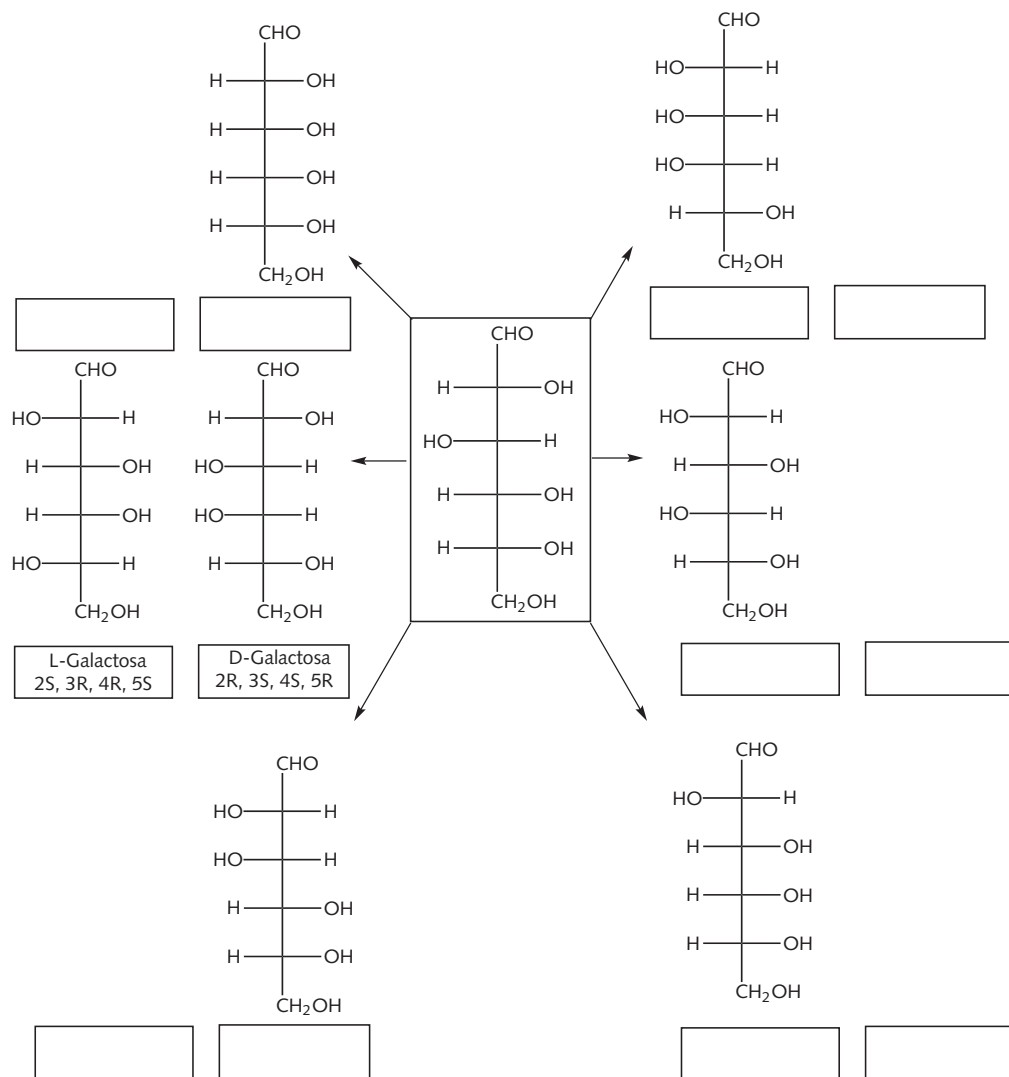 CHO
H OH
H OH
H OH
H OH
CH2OH
CHO
HO H
HO H
HO H
H OH
CH2OH
CHO
HO H
H OH
H OH
HO H
CH2OH
L-Galactosa
2S, 3R, 4R, 5S
CHO
H OH
HO H
HO H
H OH
CH2OH
D-Galactosa
2R, 3S, 4S, 5R
CHO
H OH
HO H
H OH
H OH
CH2OH
CHO
HO H
H OH
HO H
H OH
CH2OH
CHO
HO H
HO H
H OH
H OH
CH2OH
CHO
HO H
H OH
H OH
H OH
CH2OH